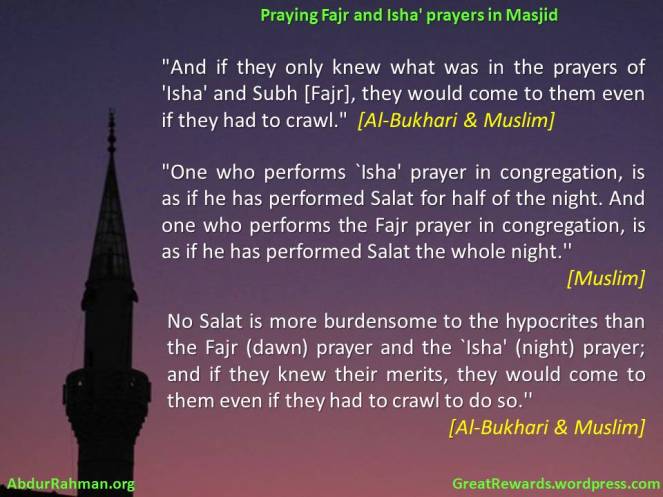 Praying Fajr and Isha' prayers in Masjid
"And if they only knew what was in the prayers of
'Isha' and Subh [Fajr], they would come to them even
if they had to crawl." [Al-Bukhari & Muslim]
"One who performs `Isha' prayer in congregation, is
as if he has performed Salat for half of the night. And
one who performs the Fajr prayer in congregation, is
as if he has performed Salat the whole night.''
[Muslim]
No Salat is more burdensome to the hypocrites than
the Fajr (dawn) prayer and the `Isha' (night) prayer;
and if they knew their merits, they would come to
them even if they had to crawl to do so.''
[Al-Bukhari & Muslim]
AbdurRahman.org
GreatRewards.wordpress.com